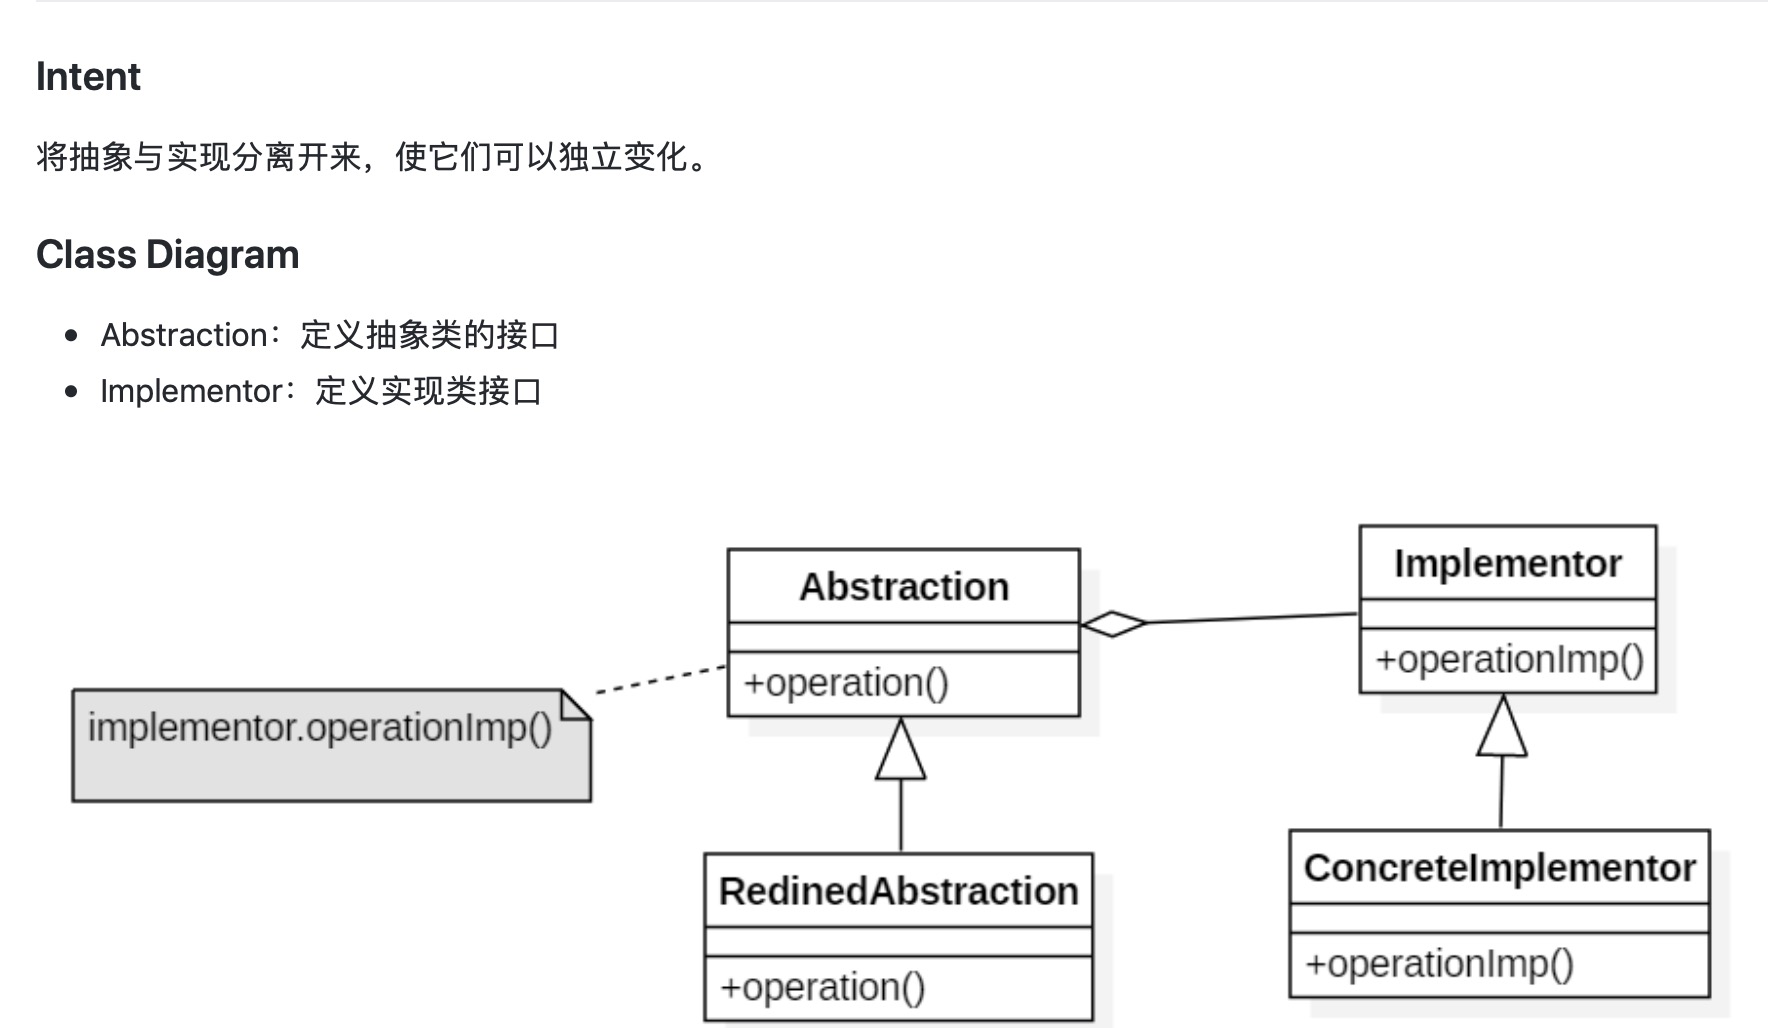 Intent
将抽象与实现分离开来，使它们可以独立变化。
Class Diagram
Abstraction：定义抽象类的接口
Implementor：定义实现类接口
Implementor
Abstraction
+operationImp()
+operation()
implementor.operationImp()
ConcreteImplementor
RedinedAbstraction
+operationImp()
+operation()